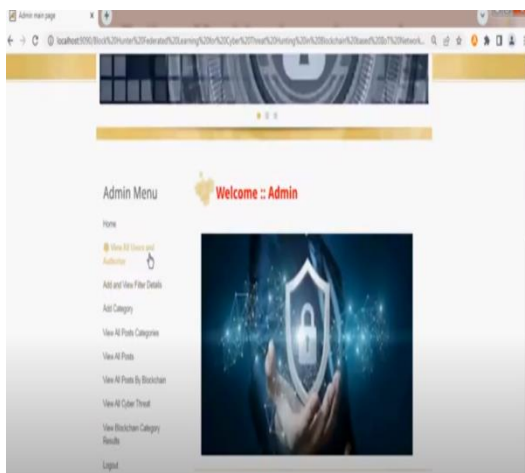 Admin main page
localhost:9090/Block%20Hunter%20Federated%20Learning%20for%20Cyber%20Threat%20Hunting%20in%20Blockchain%20based%20IIoT%20Network..
Admin Menu
Welcome :: Admin
Home
View All Users and
Authorize
Add and View Filter Details
Add Category
View All Posts Categories
View All Posts
View All Posts By Blockchain
View All Cyber Threat
View Blockchain Category
Results
Logout